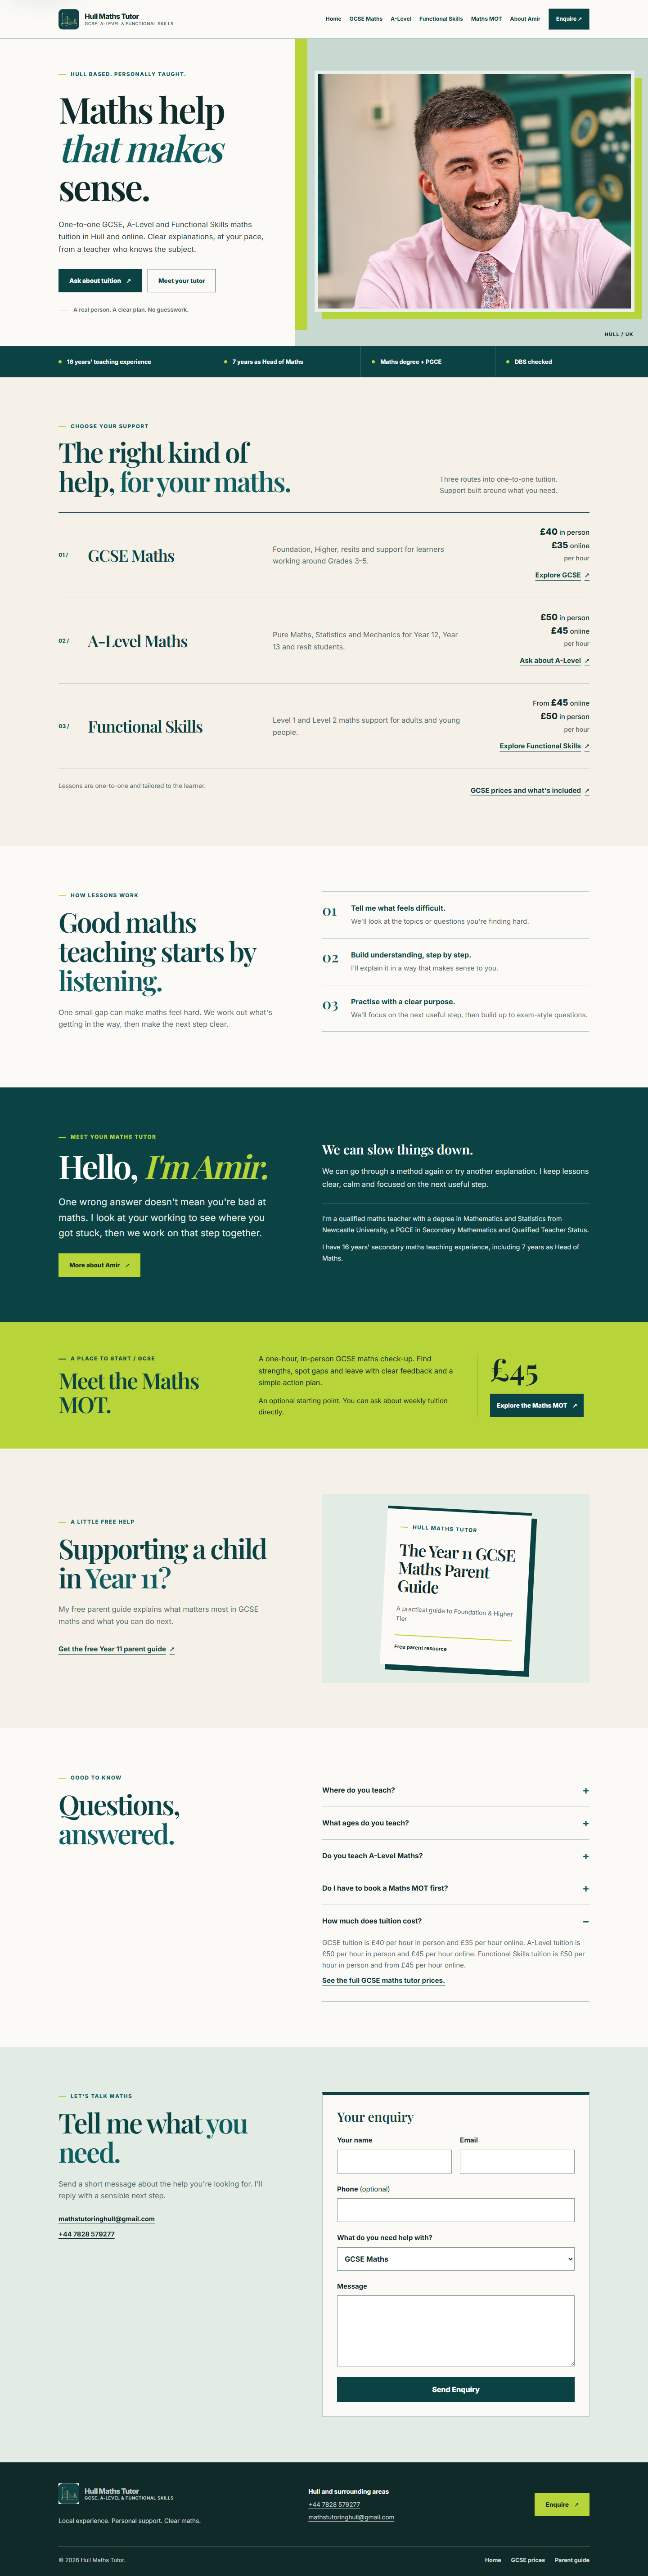 Hull Maths Tutor
GCSE, A-LEVEL & FUNCTIONAL SKILLS
Home GCSE Maths A-Level Functional Skills Maths MOT About Amir Enquire ↗
HULL BASED. PERSONALLY TAUGHT.
Maths help
that makes
sense.
One-to-one GCSE, A-Level and Functional Skills maths
tuition in Hull and online. Clear explanations, at your pace,
from a teacher who knows the subject.
Ask about tuition ↗ Meet your tutor
A real person. A clear plan. No guesswork.
HULL / UK
16 years' teaching experience 7 years as Head of Maths Maths degree + PGCE DBS checked
CHOOSE YOUR SUPPORT
The right kind of
help, for your maths.
Three routes into one-to-one tuition.
Support built around what you need.
01 / GCSE Maths
Foundation, Higher, resits and support for learners
working around Grades 3–5.
£40 in person
£35 online
per hour
Explore GCSE ↗
02 / A-Level Maths
Pure Maths, Statistics and Mechanics for Year 12, Year
13 and resit students.
£50 in person
£45 online
per hour
Ask about A-Level ↗
03 / Functional Skills
Level 1 and Level 2 maths support for adults and young
people.
From £45 online
£50 in person
per hour
Explore Functional Skills ↗
Lessons are one-to-one and tailored to the learner.
GCSE prices and what's included ↗
HOW LESSONS WORK
Good maths
teaching starts by
listening.
One small gap can make maths feel hard. We work out what's
getting in the way, then make the next step clear.
01 Tell me what feels difficult.
We'll look at the topics or questions you're finding hard.
02 Build understanding, step by step.
I'll explain it in a way that makes sense to you.
03 Practise with a clear purpose.
We'll focus on the next useful step, then build up to exam-style questions.
MEET YOUR MATHS TUTOR
Hello, I'm Amir.
One wrong answer doesn't mean you're bad at
maths. I look at your working to see where you
got stuck, then we work on that step together.
More about Amir ↗
We can slow things down.
We can go through a method again or try another explanation. I keep lessons
clear, calm and focused on the next useful step.
I'm a qualified maths teacher with a degree in Mathematics and Statistics from
Newcastle University, a PGCE in Secondary Mathematics and Qualified Teacher Status.
I have 16 years' secondary maths teaching experience, including 7 years as Head of
Maths.
A PLACE TO START / GCSE
Meet the Maths
MOT.
A one-hour, in-person GCSE maths check-up. Find
strengths, spot gaps and leave with clear feedback and a
simple action plan.
An optional starting point. You can ask about weekly tuition
directly.
£45
Explore the Maths MOT ↗
A LITTLE FREE HELP
Supporting a child
in Year 11?
My free parent guide explains what matters most in GCSE
maths and what you can do next.
Get the free Year 11 parent guide ↗
HULL MATHS TUTOR
The Year 11 GCSE
Maths Parent
Guide
A practical guide to Foundation & Higher
Tier
Free parent resource
GOOD TO KNOW
Questions,
answered.
Where do you teach? +
What ages do you teach? +
Do you teach A-Level Maths? +
Do I have to book a Maths MOT first? +
How much does tuition cost? −
GCSE tuition is £40 per hour in person and £35 per hour online. A-Level tuition is
£50 per hour in person and £45 per hour online. Functional Skills tuition is £50 per
hour in person and from £45 per hour online.
See the full GCSE maths tutor prices.
LET'S TALK MATHS
Tell me what you
need.
Send a short message about the help you're looking for. I'll
reply with a sensible next step.
mathstutoringhull@gmail.com
+44 7828 579277
Your enquiry
Your name Email
Phone (optional)
What do you need help with?
GCSE Maths
Message
Send Enquiry
Hull Maths Tutor
GCSE, A-LEVEL & FUNCTIONAL SKILLS
Local experience. Personal support. Clear maths.
Hull and surrounding areas
+44 7828 579277
mathstutoringhull@gmail.com
Enquire ↗
© 2026 Hull Maths Tutor.
Home GCSE prices Parent guide